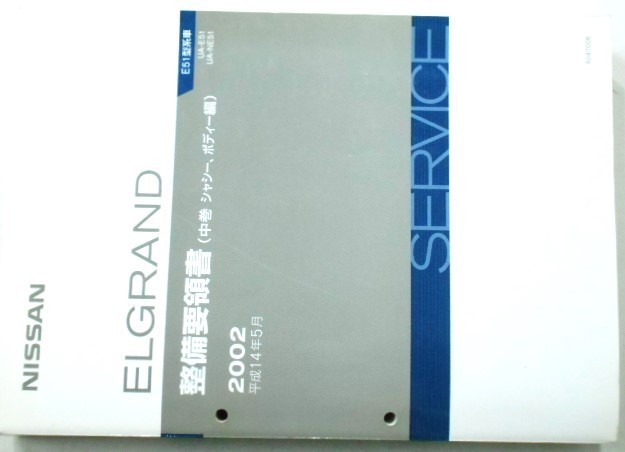 NISSAN
ELGRAND
E51型系車
UA-E51
UA-NE51
整備要領書(中巻 シャシー、ボディー編)
2002
平成14年5月
SERVICE